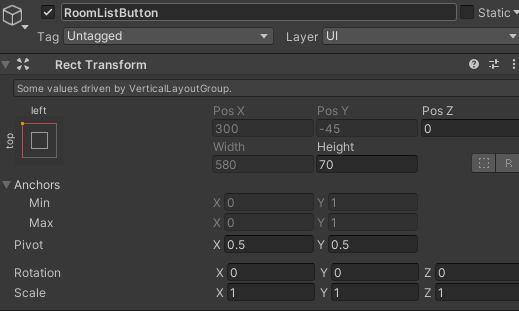 RoomListButton Static
Tag Untagged Layer UI
Rect Transform
Some values driven by VerticalLayoutGroup.
left Pos X Pos Y Pos Z
top 300 -45 0
Width Height
580 70 R
Anchors
Min X 0 Y 1
Max X 0 Y 1
Pivot X 0.5 Y 0.5
Rotation X 0 Y 0 Z 0
Scale X 1 Y 1 Z 1